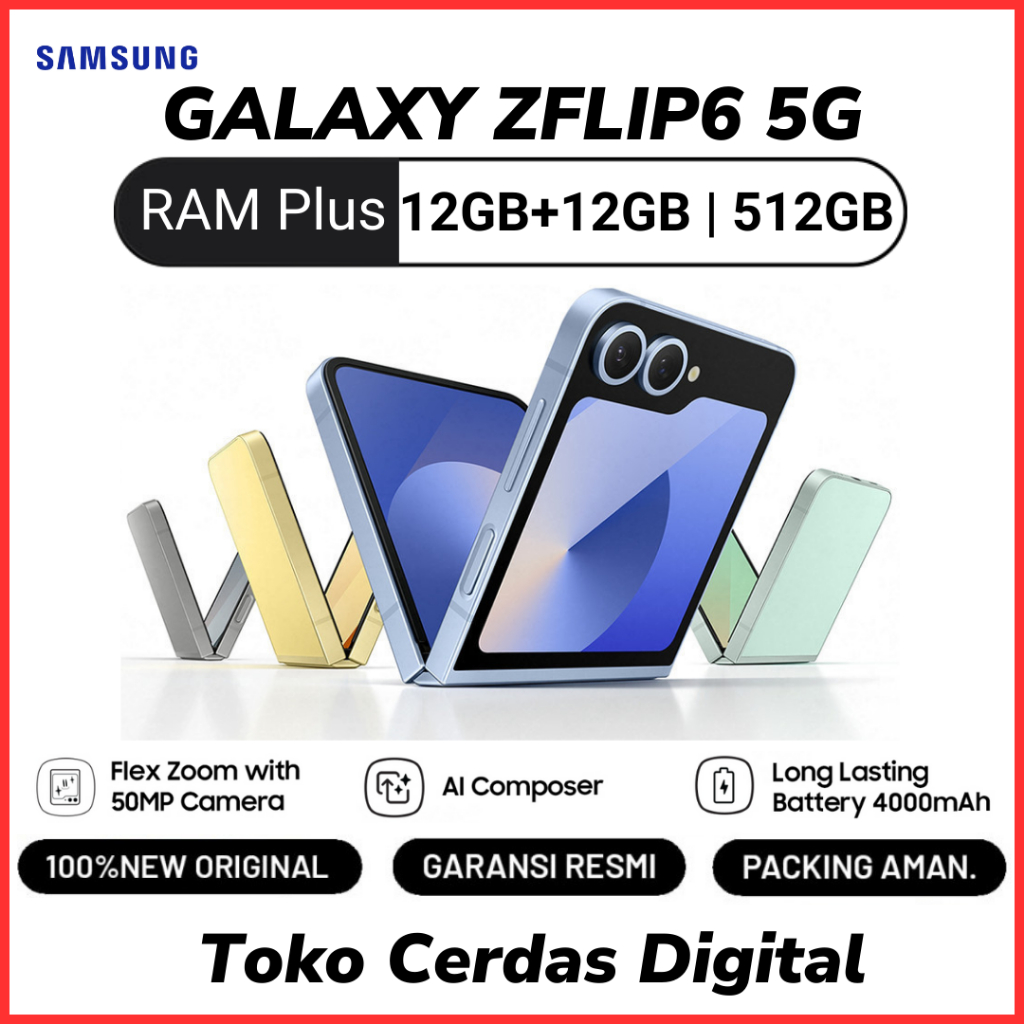 SAMSUNG
GALAXY ZFLIP6 5G
RAM Plus 12GB+12GB | 512GB
Flex Zoom with
50MP Camera
AI Composer
Long Lasting
Battery 4000mAh
100%NEW ORIGINAL
GARANSI RESMI
PACKING AMAN.
Toko Cerdas Digital